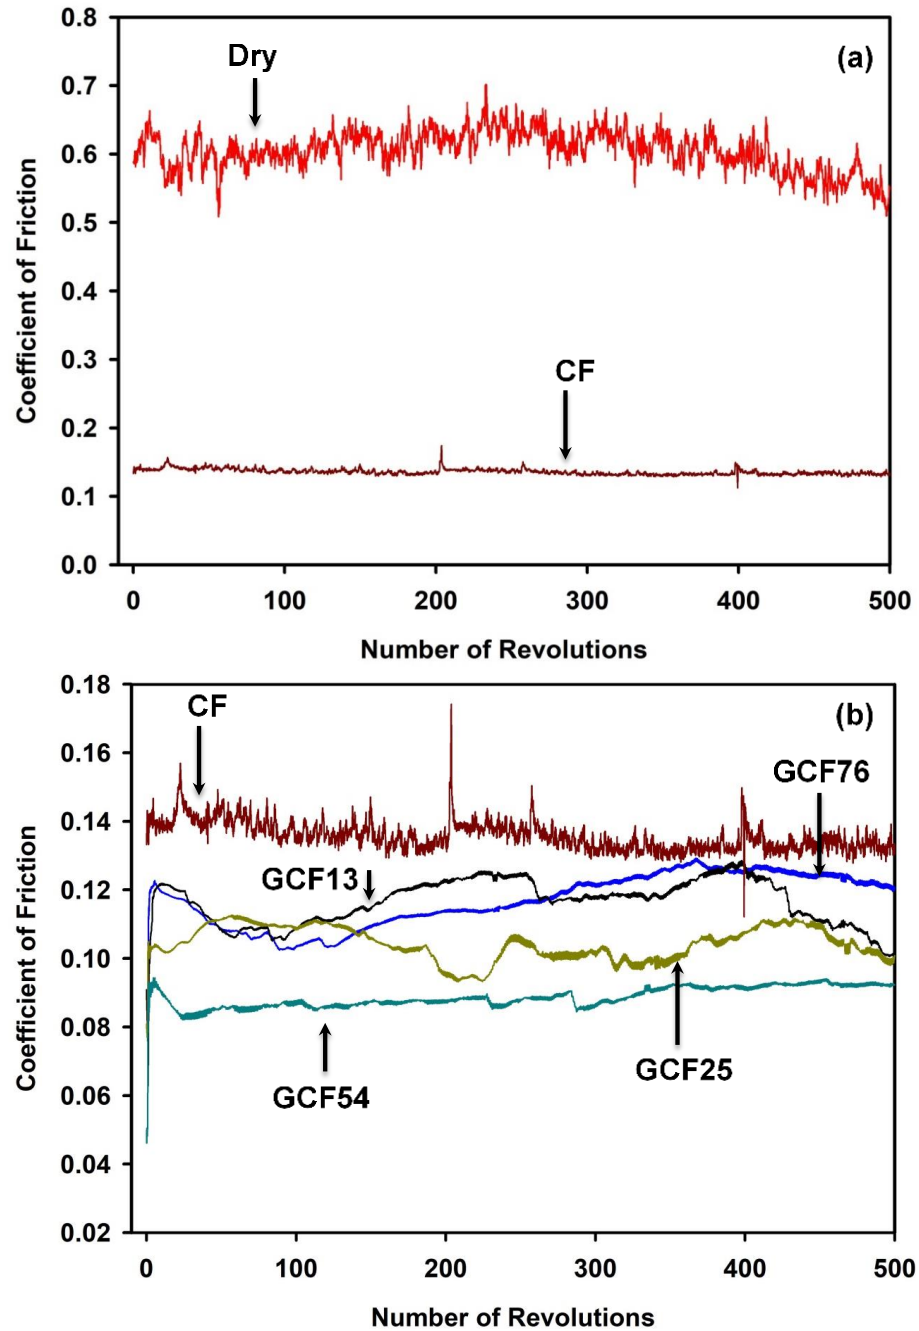 0.8
Dry
(a)
0.7
0.6
0.5
0.4
CF
0.3
0.2
0.1
0.0
Coefficient of Friction
0 100 200 300 400 500
Number of Revolutions
0.18
CF
(b)
0.16
GCF76
0.14
GCF13
0.12
0.10
0.08
GCF25
GCF54
0.06
0.04
0.02
Coefficient of Friction
0 100 200 300 400 500
Number of Revolutions